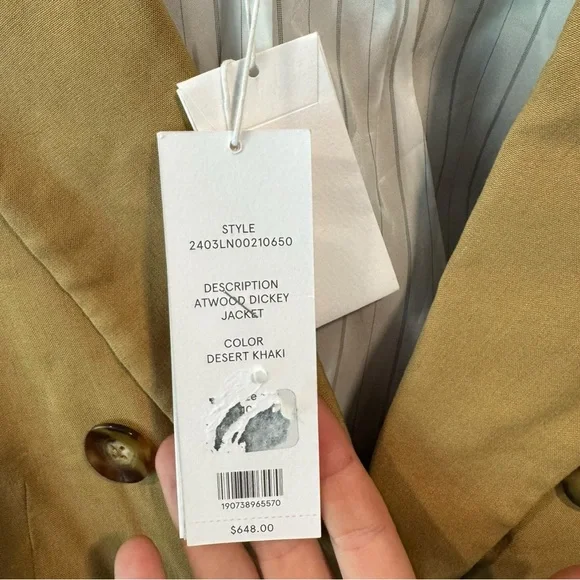 STYLE
2403LN00210650
DESCRIPTION
ATWOOD DICKEY
JACKET
COLOR
DESERT KHAKI
190738965570
$648.00